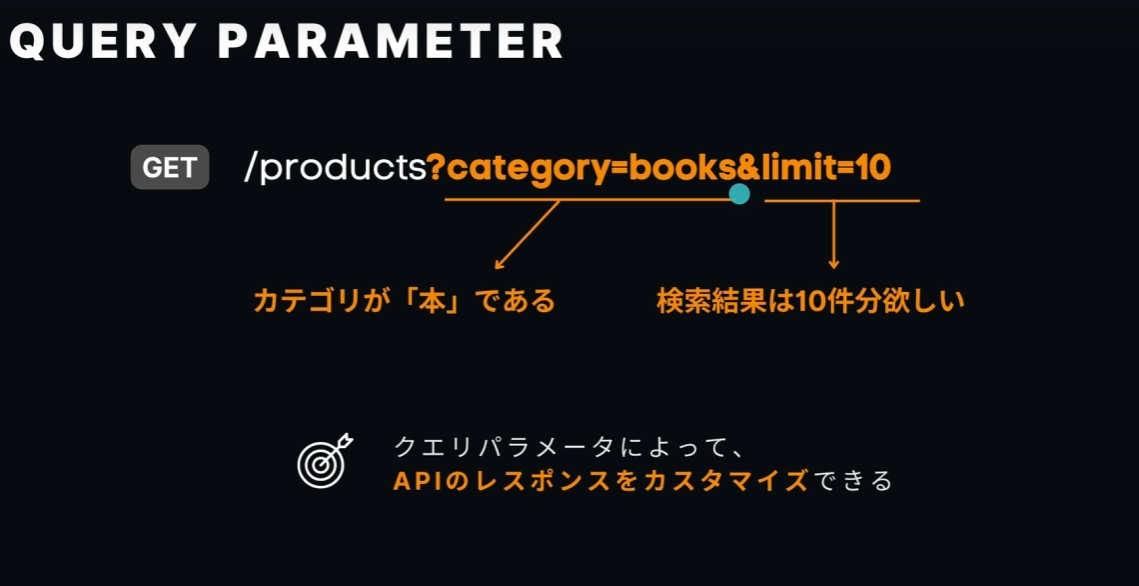 QUERY PARAMETER
GET /products?category=books&limit=10
カテゴリが「本」である 検索結果は10件分欲しい
クエリパラメータによって、
APIのレスポンスをカスタマイズできる